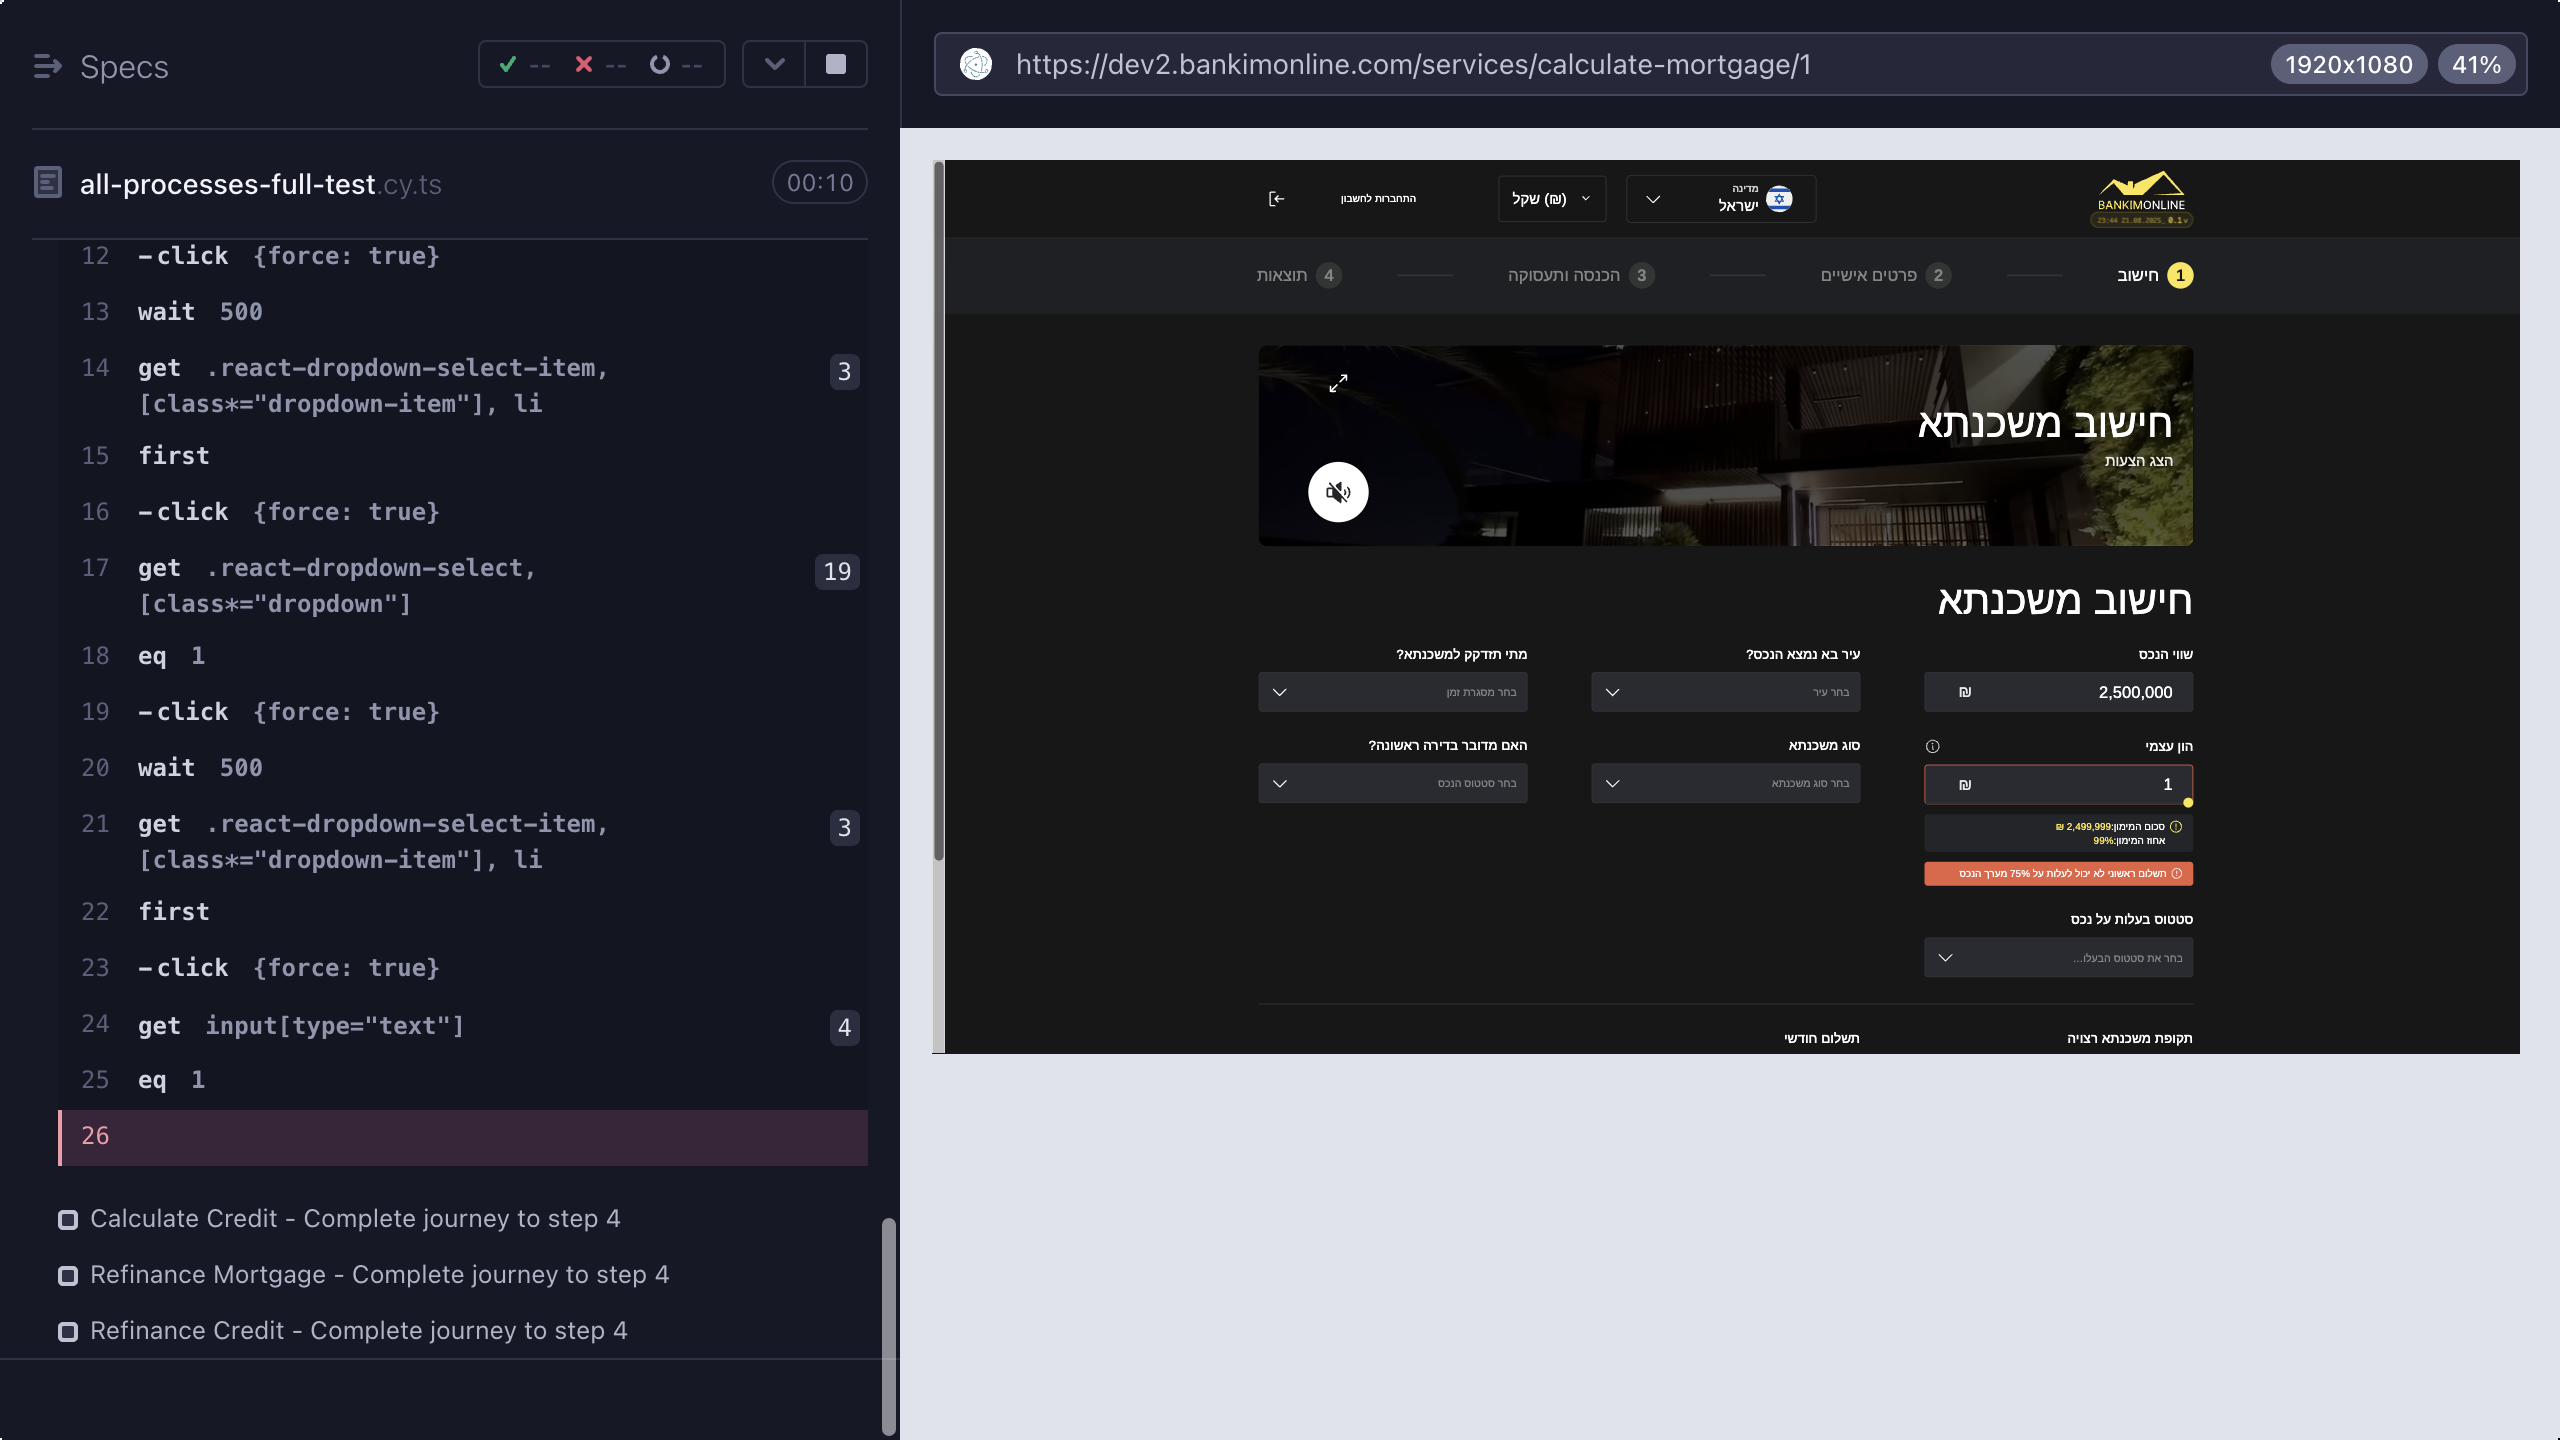 Specs
-- -- --
all-processes-full-test.cy.ts
00:10
12 -click {force: true}
13 wait 500
14 get .react-dropdown-select-item, [class*="dropdown-item"], li 3
15 first
16 -click {force: true}
17 get .react-dropdown-select, [class*="dropdown"] 19
18 eq 1
19 -click {force: true}
20 wait 500
21 get .react-dropdown-select-item, [class*="dropdown-item"], li 3
22 first
23 -click {force: true}
24 get input[type="text"] 4
25 eq 1
26
Calculate Credit - Complete journey to step 4
Refinance Mortgage - Complete journey to step 4
Refinance Credit - Complete journey to step 4
https://dev2.bankimonline.com/services/calculate-mortgage/1
1920x1080
41%
BANKIMONLINE
23:44 21.08.2025_ 0.1v
מדינה
ישראל
שקל (₪)
התחברות לחשבון
1 חישוב
2 פרטים אישיים
3 הכנסה ותעסוקה
4 תוצאות
חישוב משכנתא
הצג הצעות
חישוב משכנתא
שווי הנכס
2,500,000 ₪
עיר בא נמצא הנכס?
בחר עיר
מתי תזדקק למשכנתא?
בחר מסגרת זמן
הון עצמי
1 ₪
סכום המימון:2,499,999 ₪
אחוז המימון:99%
תשלום ראשוני לא יכול לעלות על 75% מערך הנכס
סוג משכנתא
בחר סוג משכנתא
האם מדובר בדירה ראשונה?
בחר סטטוס הנכס
סטטוס בעלות על נכס
בחר את סטטוס הבעלו...
תקופת משכנתא רצויה
תשלום חודשי